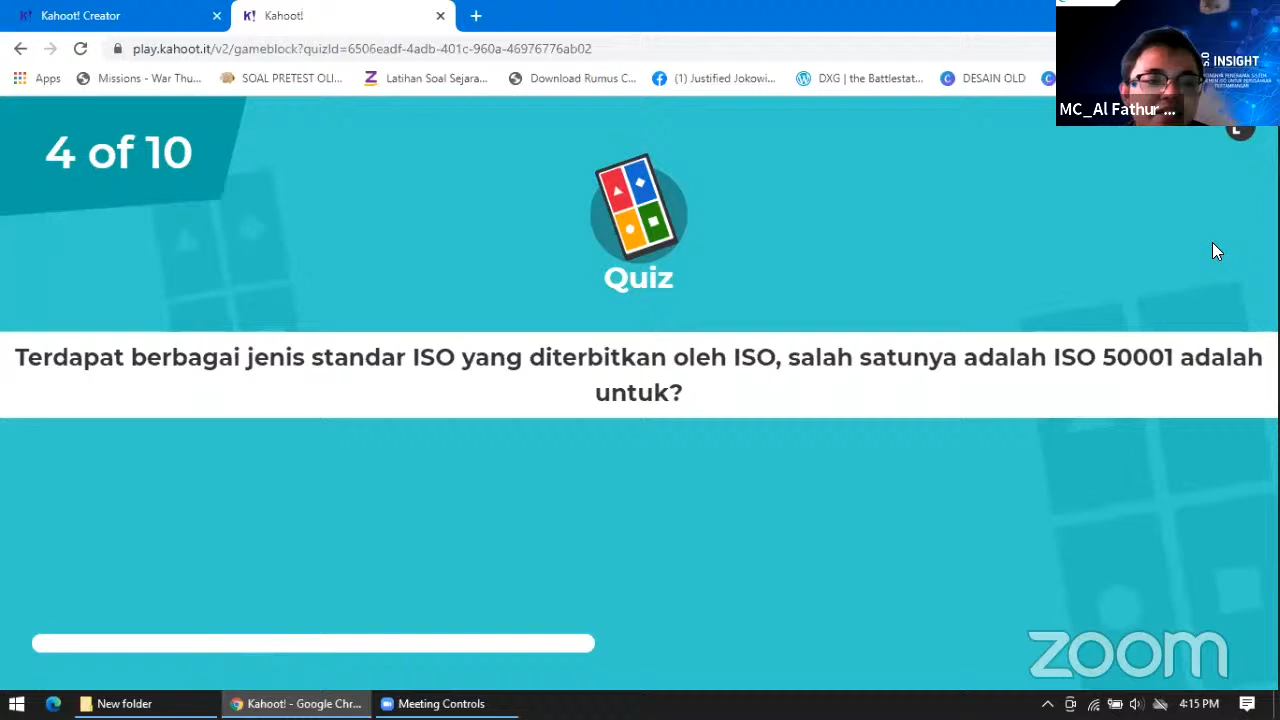 Kahoot! Creator
Kahoot!
play.kahoot.it/v2/gameblock?quizId=6506eadf-4adb-401c-960a-46976776ab02
Apps
Missions - War Thu...
SOAL PRETEST OLI...
Latihan Soal Sejara...
Download Rumus C...
(1) Justified Jokowi...
DXG | the Battlestat...
DESAIN OLD
INSIGHT
MC_Al Fathur ...
4 of 10
Quiz
Terdapat berbagai jenis standar ISO yang diterbitkan oleh ISO, salah satunya adalah ISO 50001 adalah
untuk?
zoom
New folder
Kahoot! - Google Chr...
Meeting Controls
4:15 PM